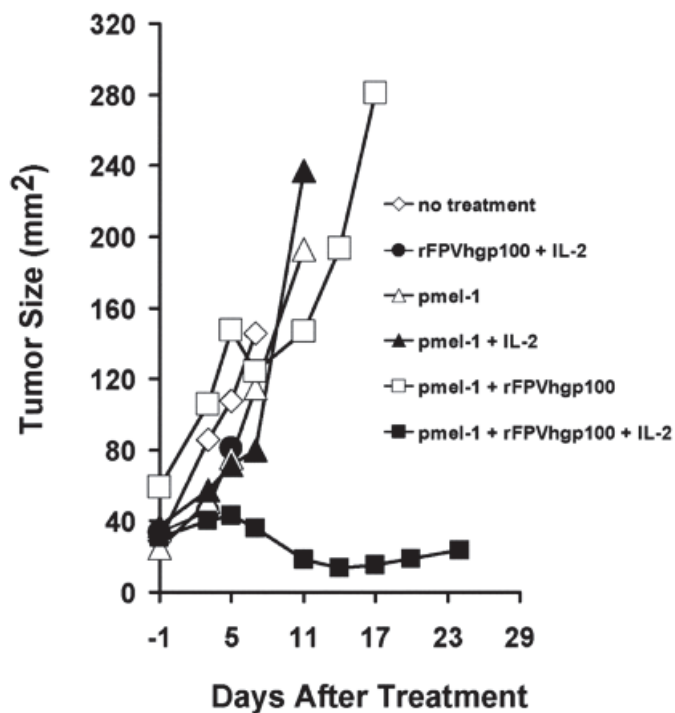 320
280
240
200
160
120
80
40
0
Tumor Size (mm²)
no treatment
rFPVhgp100 + IL-2
pmel-1
pmel-1 + IL-2
pmel-1 + rFPVhgp100
pmel-1 + rFPVhgp100 + IL-2
-1 5 11 17 23 29
Days After Treatment